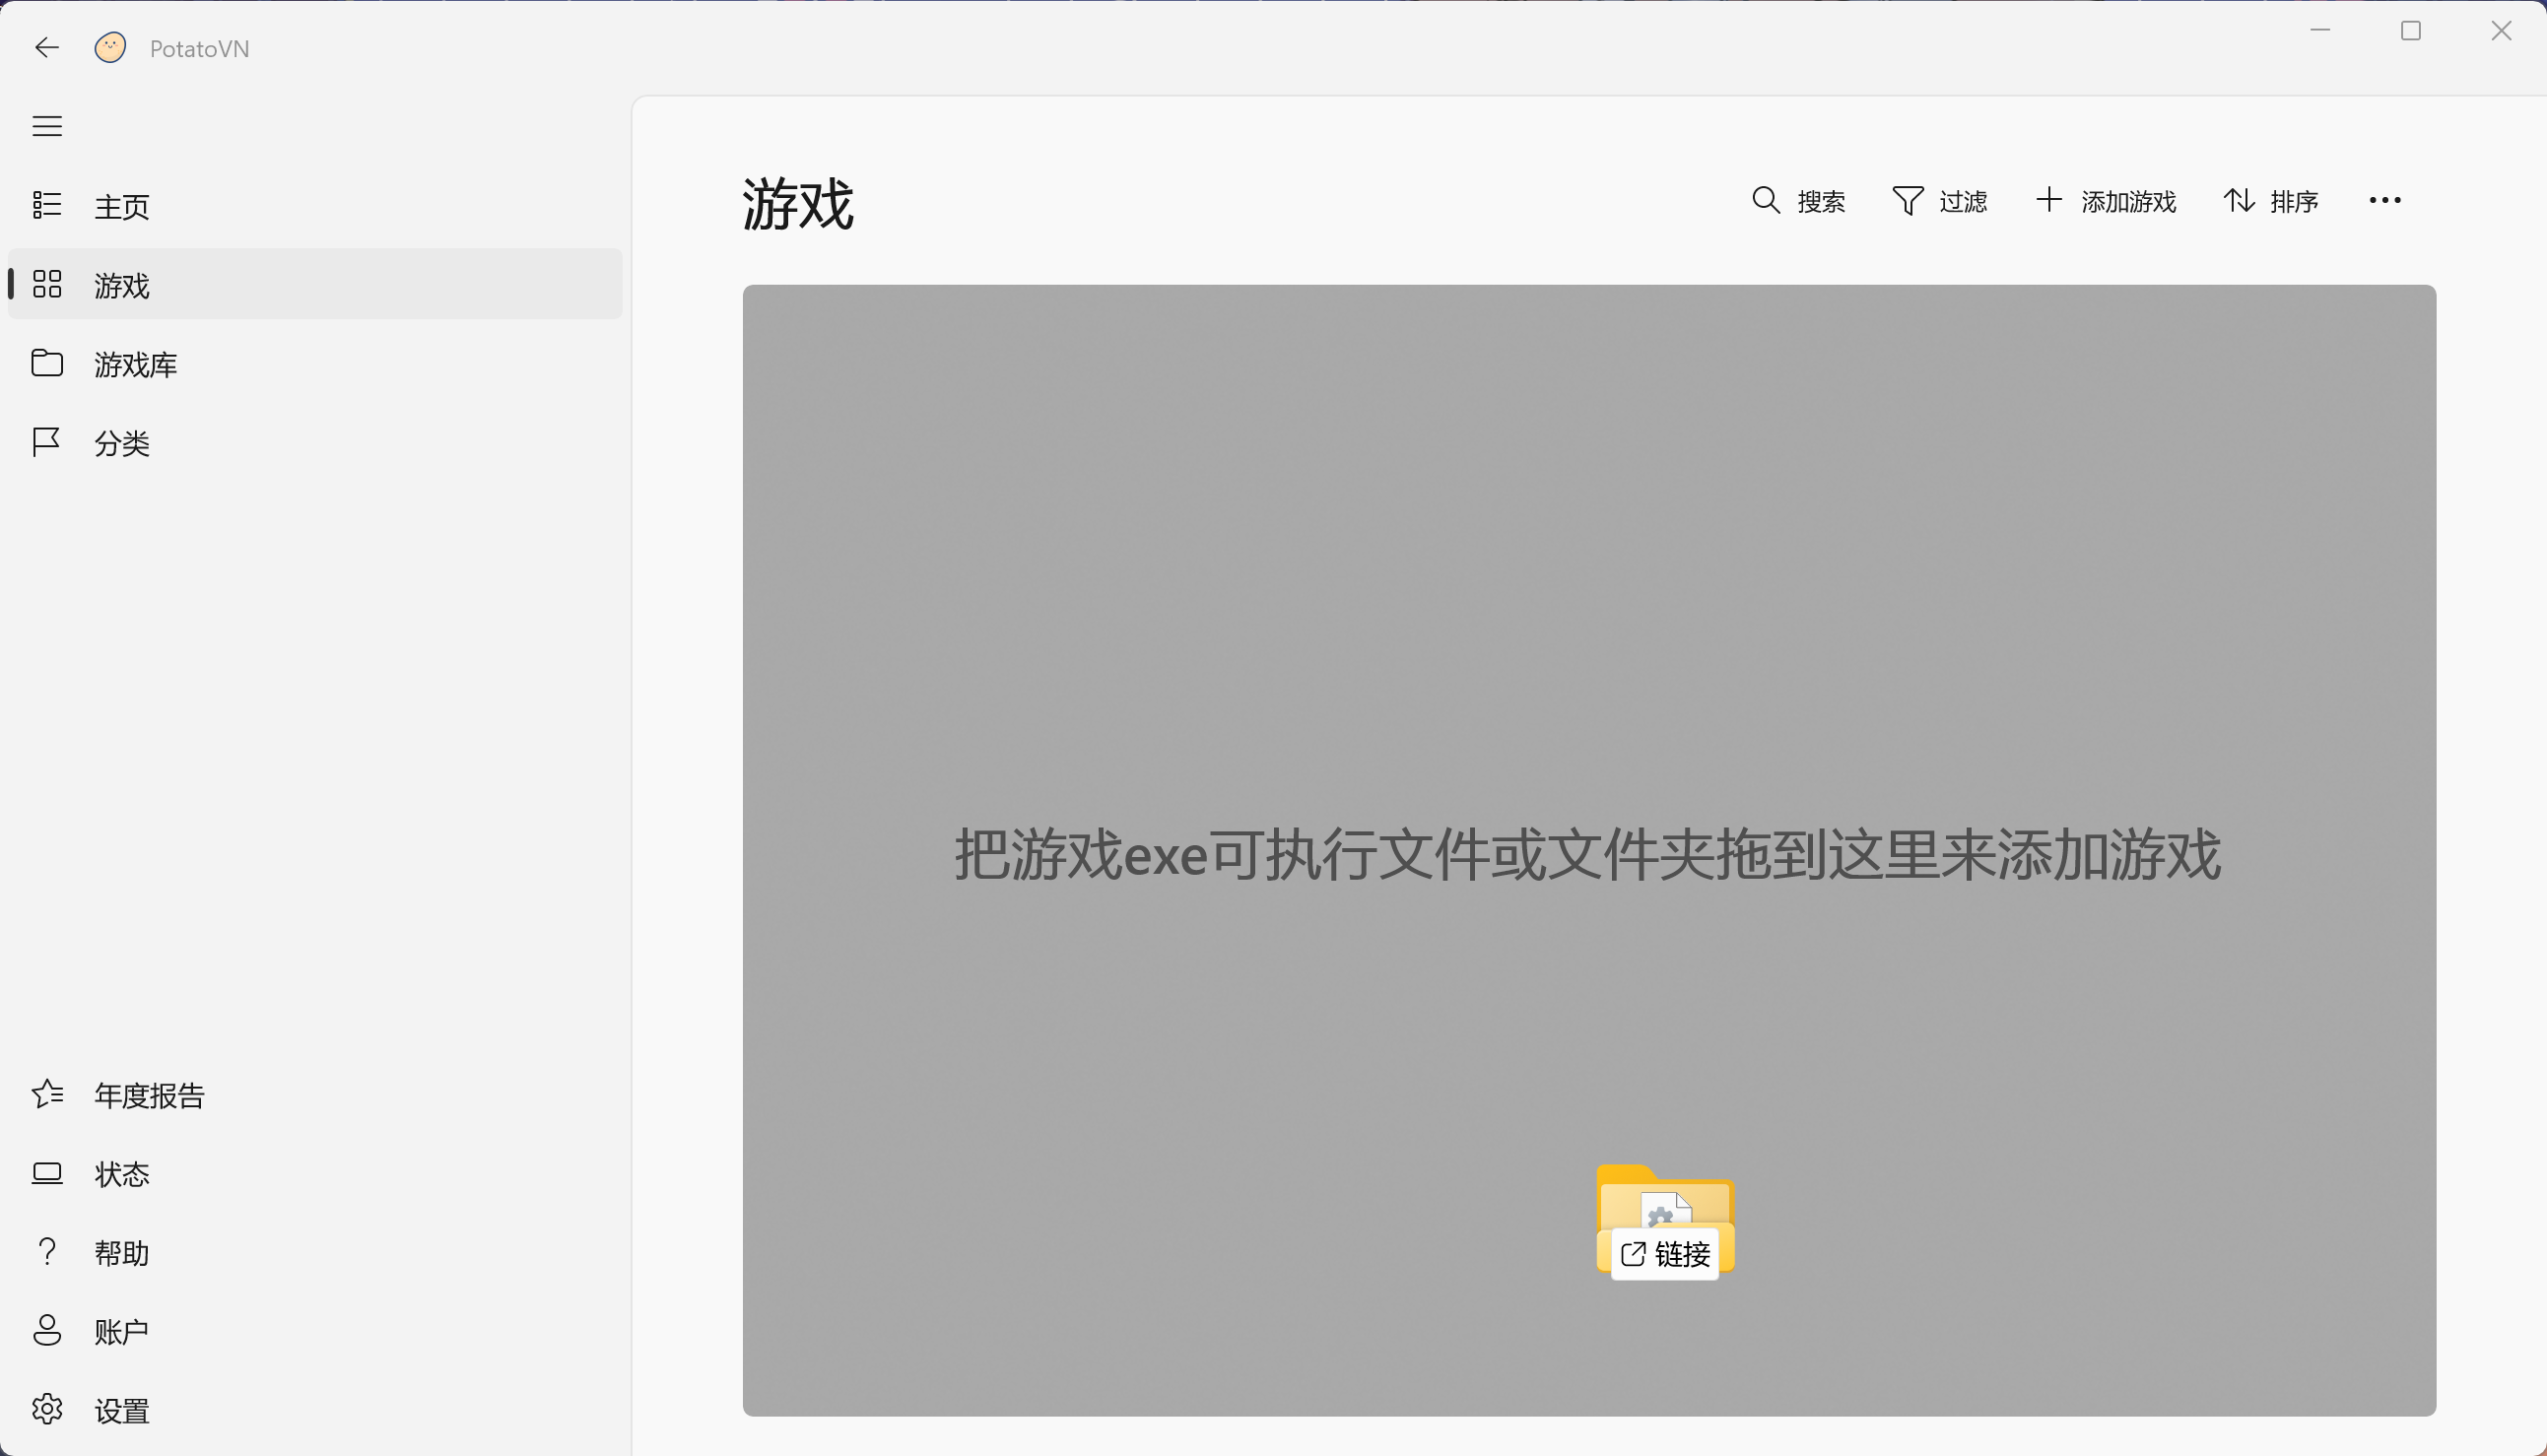 PotatoVN
主页
游戏
游戏库
分类
年度报告
状态
帮助
账户
设置
游戏
搜索
过滤
添加游戏
排序
把游戏exe可执行文件或文件夹拖到这里来添加游戏
链接